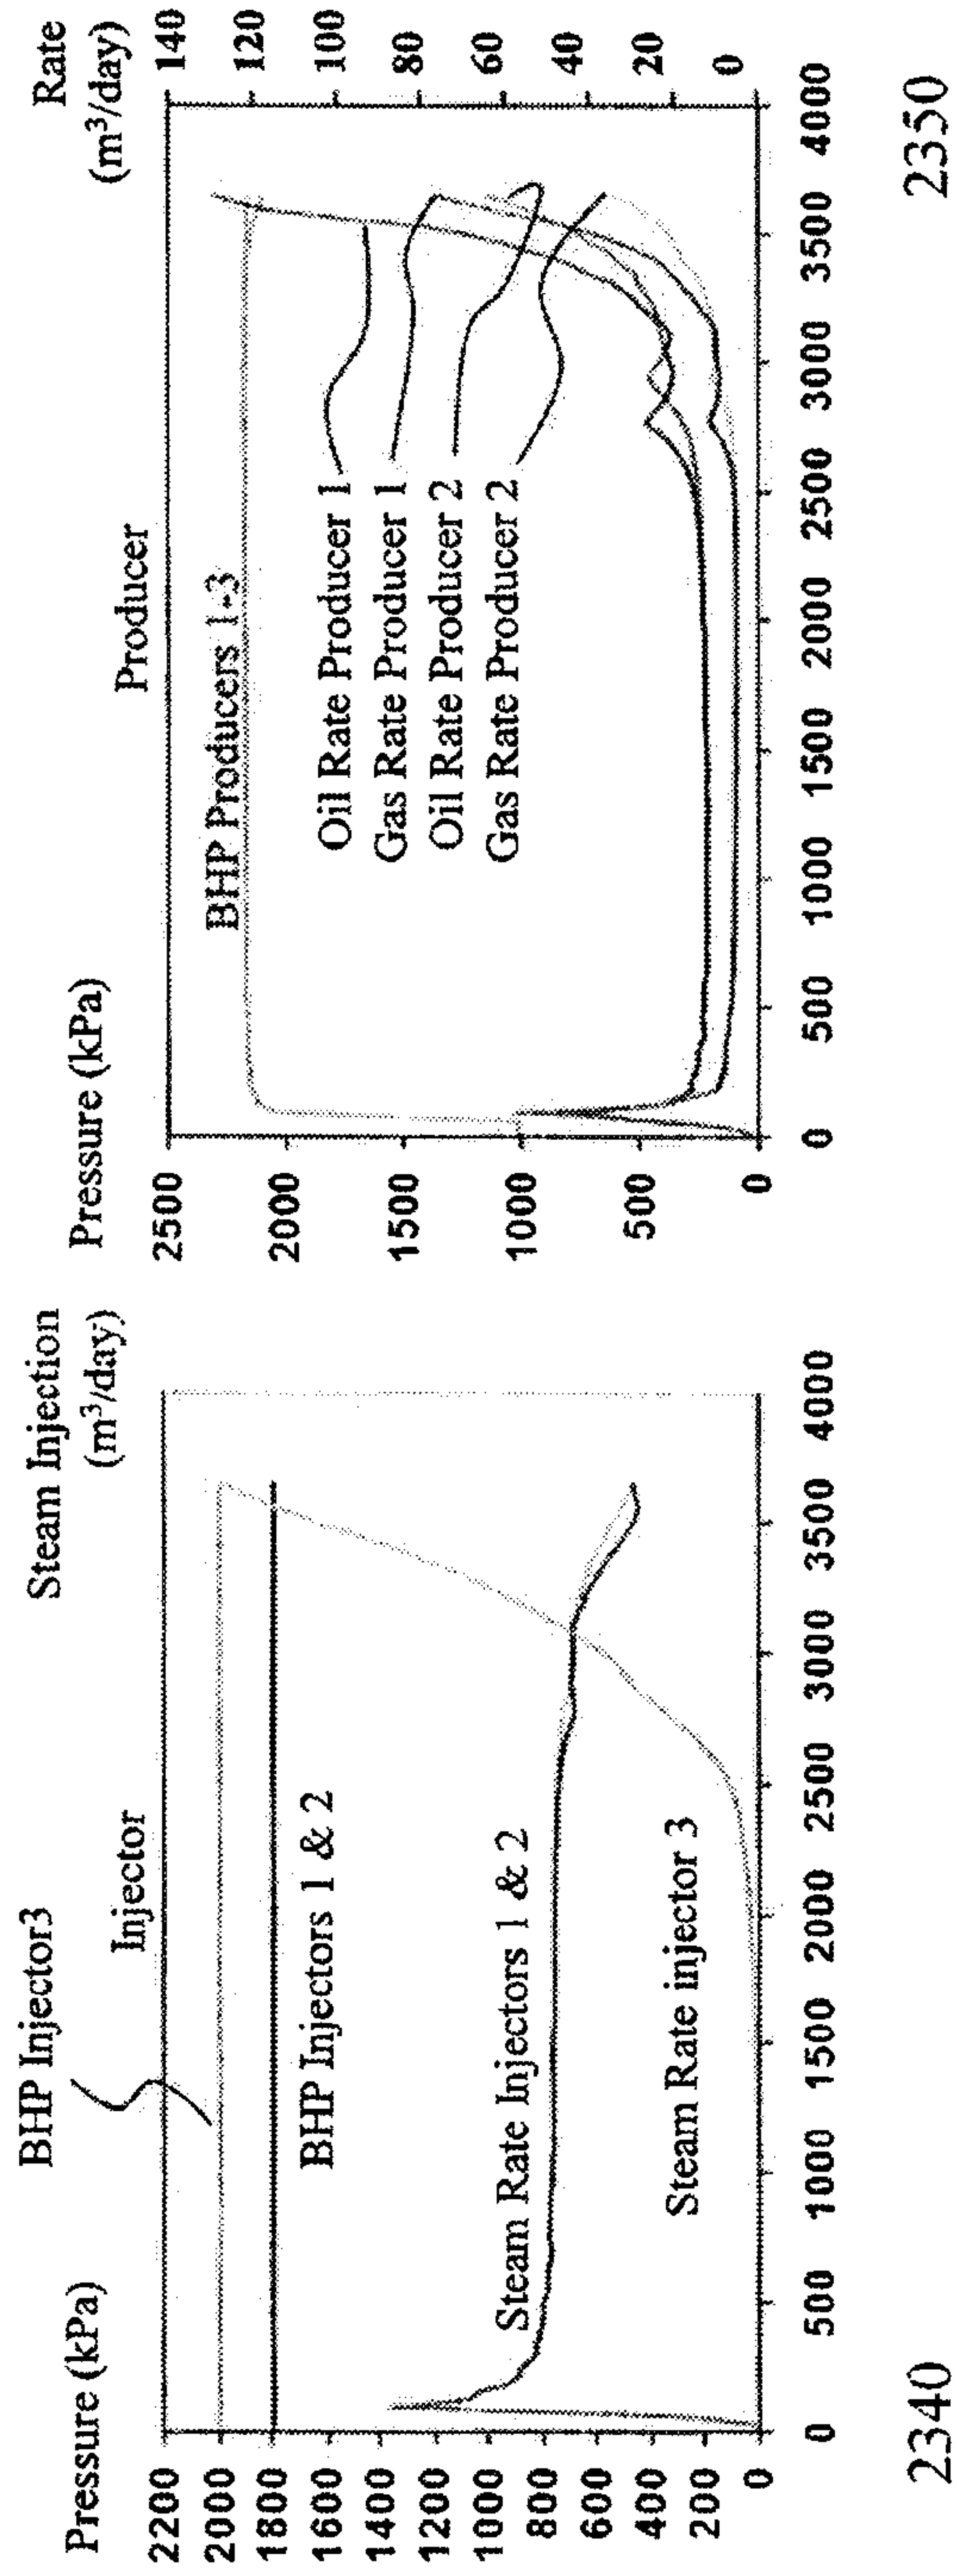 BHP Injector3
Pressure (kPa)
Steam Injection
(m³/day)
Injector
2200
2000
1800
1600
1400
1200
1000
800
600
400
200
0
BHP Injectors 1 & 2
Steam Rate Injectors 1 & 2
Steam Rate injector 3
0 500 1000 1500 2000 2500 3000 3500 4000
2340
Pressure (kPa)
Rate
(m³/day)
Producer
2500
2000
1500
1000
500
0
140
120
100
80
60
40
20
0
BHP Producers 1-3
Oil Rate Producer 1
Gas Rate Producer 1
Oil Rate Producer 2
Gas Rate Producer 2
0 500 1000 1500 2000 2500 3000 3500 4000
2350